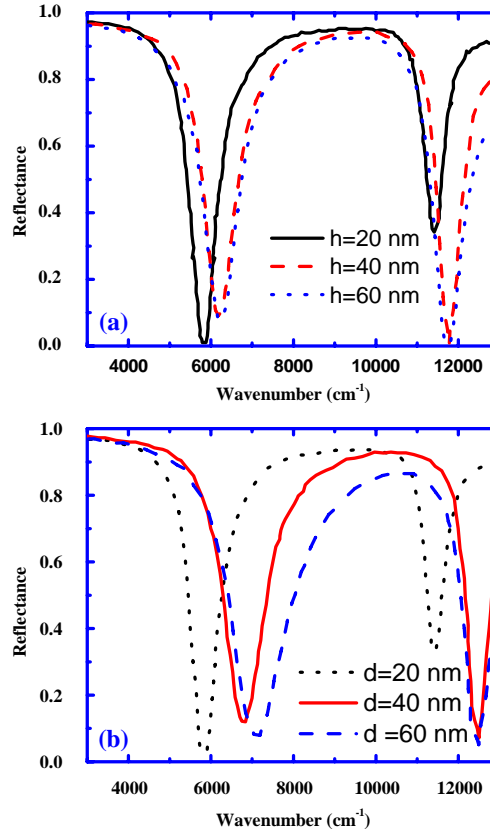 1.0
0.8
0.6
0.4
0.2
0.0
Reflectance
h=20 nm
h=40 nm
h=60 nm
(a)
4000 6000 8000 10000 12000
Wavenumber (cm-1)
1.0
0.8
0.6
0.4
0.2
0.0
Reflectance
d=20 nm
d=40 nm
d =60 nm
(b)
4000 6000 8000 10000 12000
Wavenumber (cm-1)